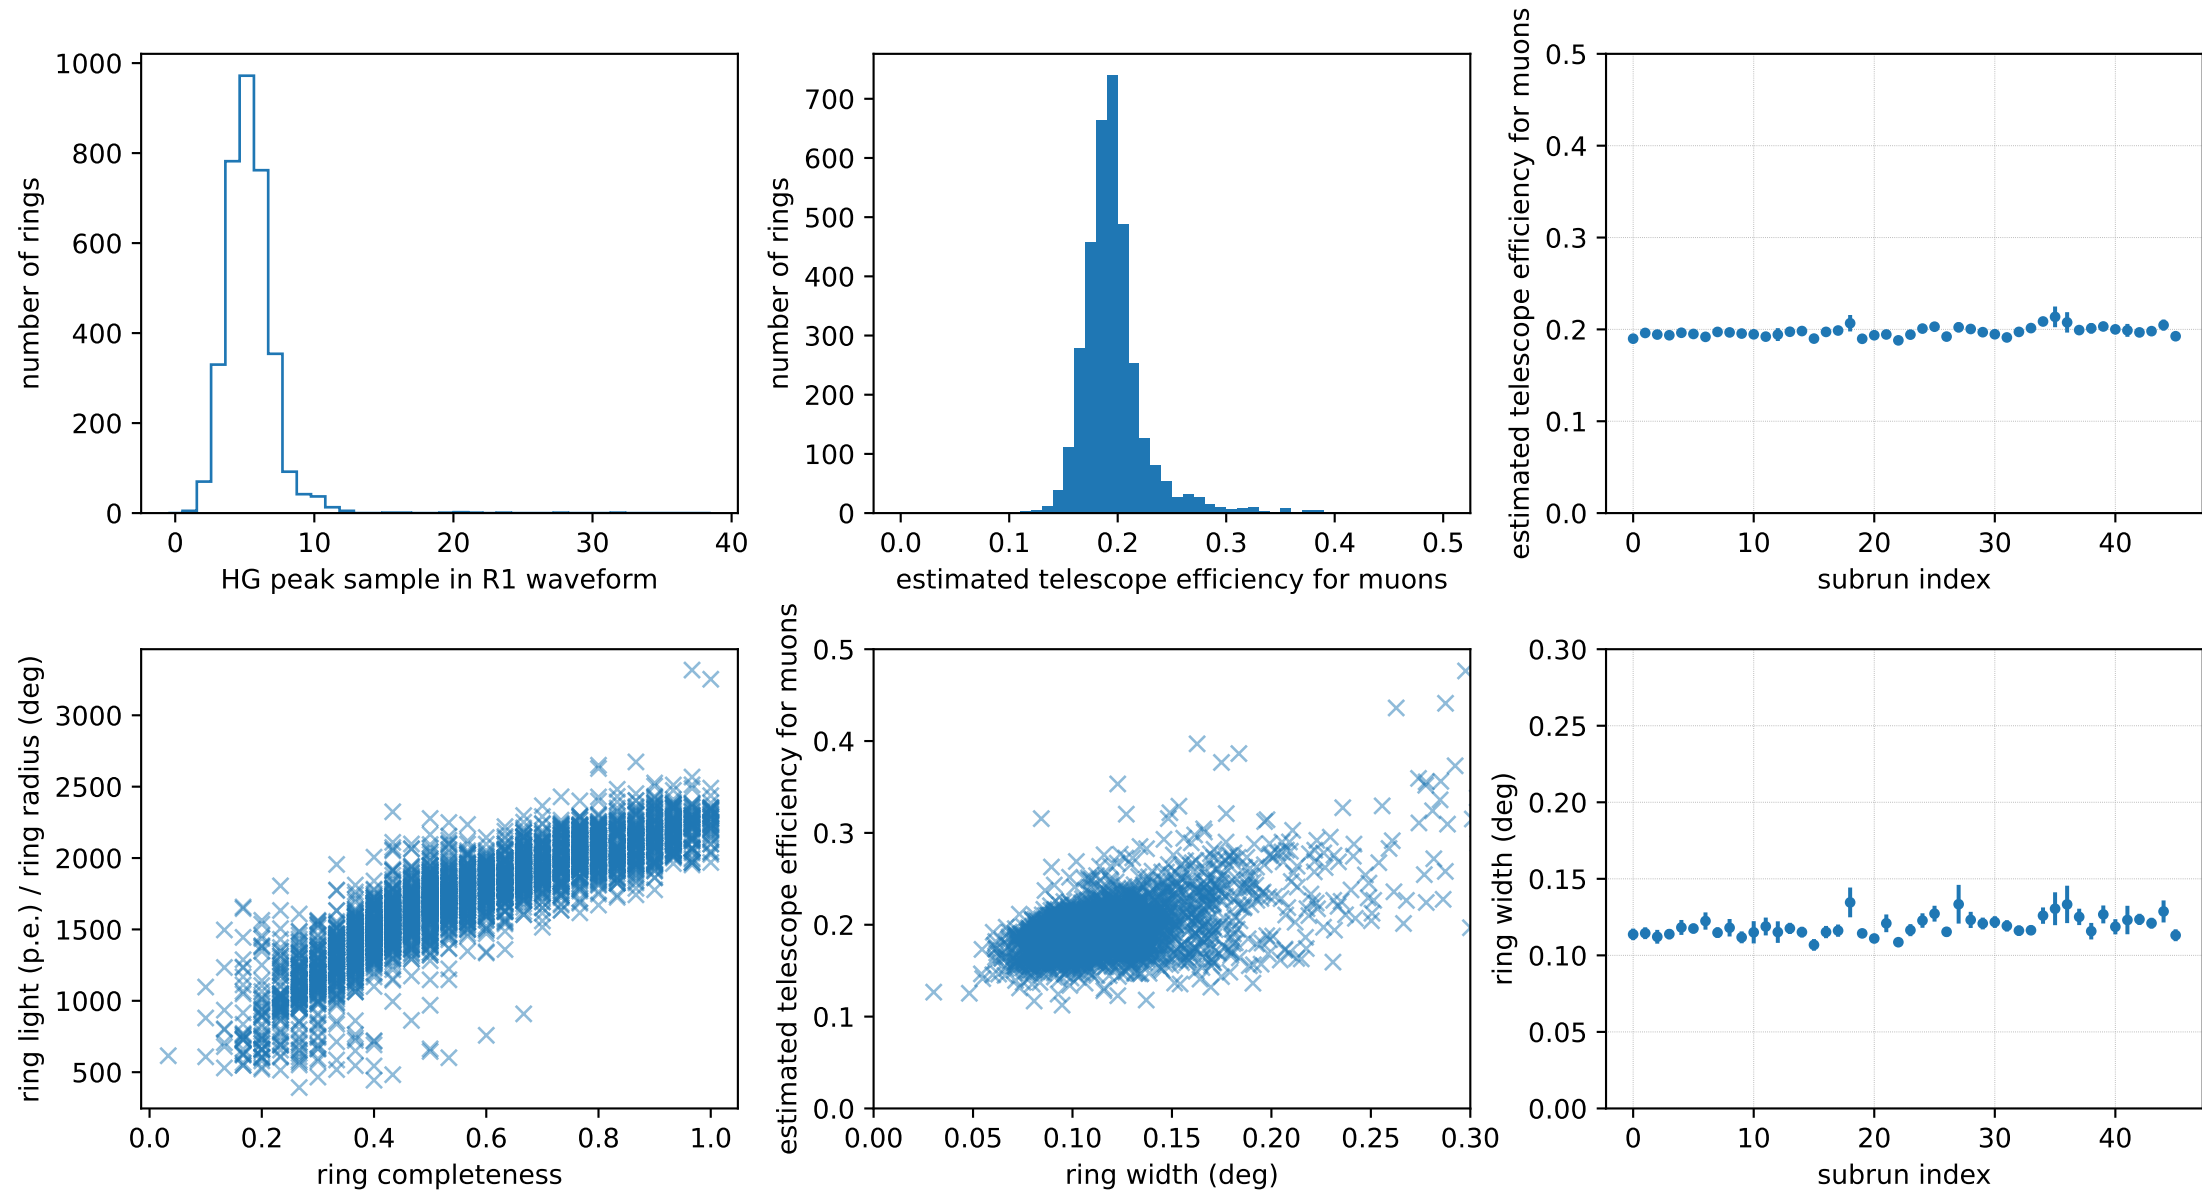 1000
800
600
400
200
0
number of rings
0 10 20 30 40
HG peak sample in R1 waveform
700
600
500
400
300
200
100
0
number of rings
0.0 0.1 0.2 0.3 0.4 0.5
estimated telescope efficiency for muons
0.5
0.4
0.3
0.2
0.1
0.0
estimated telescope efficiency for muons
0 10 20 30 40
subrun index
3000
2500
2000
1500
1000
500
ring light (p.e.) / ring radius (deg)
0.0 0.2 0.4 0.6 0.8 1.0
ring completeness
0.5
0.4
0.3
0.2
0.1
0.0
estimated telescope efficiency for muons
0.00 0.05 0.10 0.15 0.20 0.25 0.30
ring width (deg)
0.30
0.25
0.20
0.15
0.10
0.05
0.00
ring width (deg)
0 10 20 30 40
subrun index